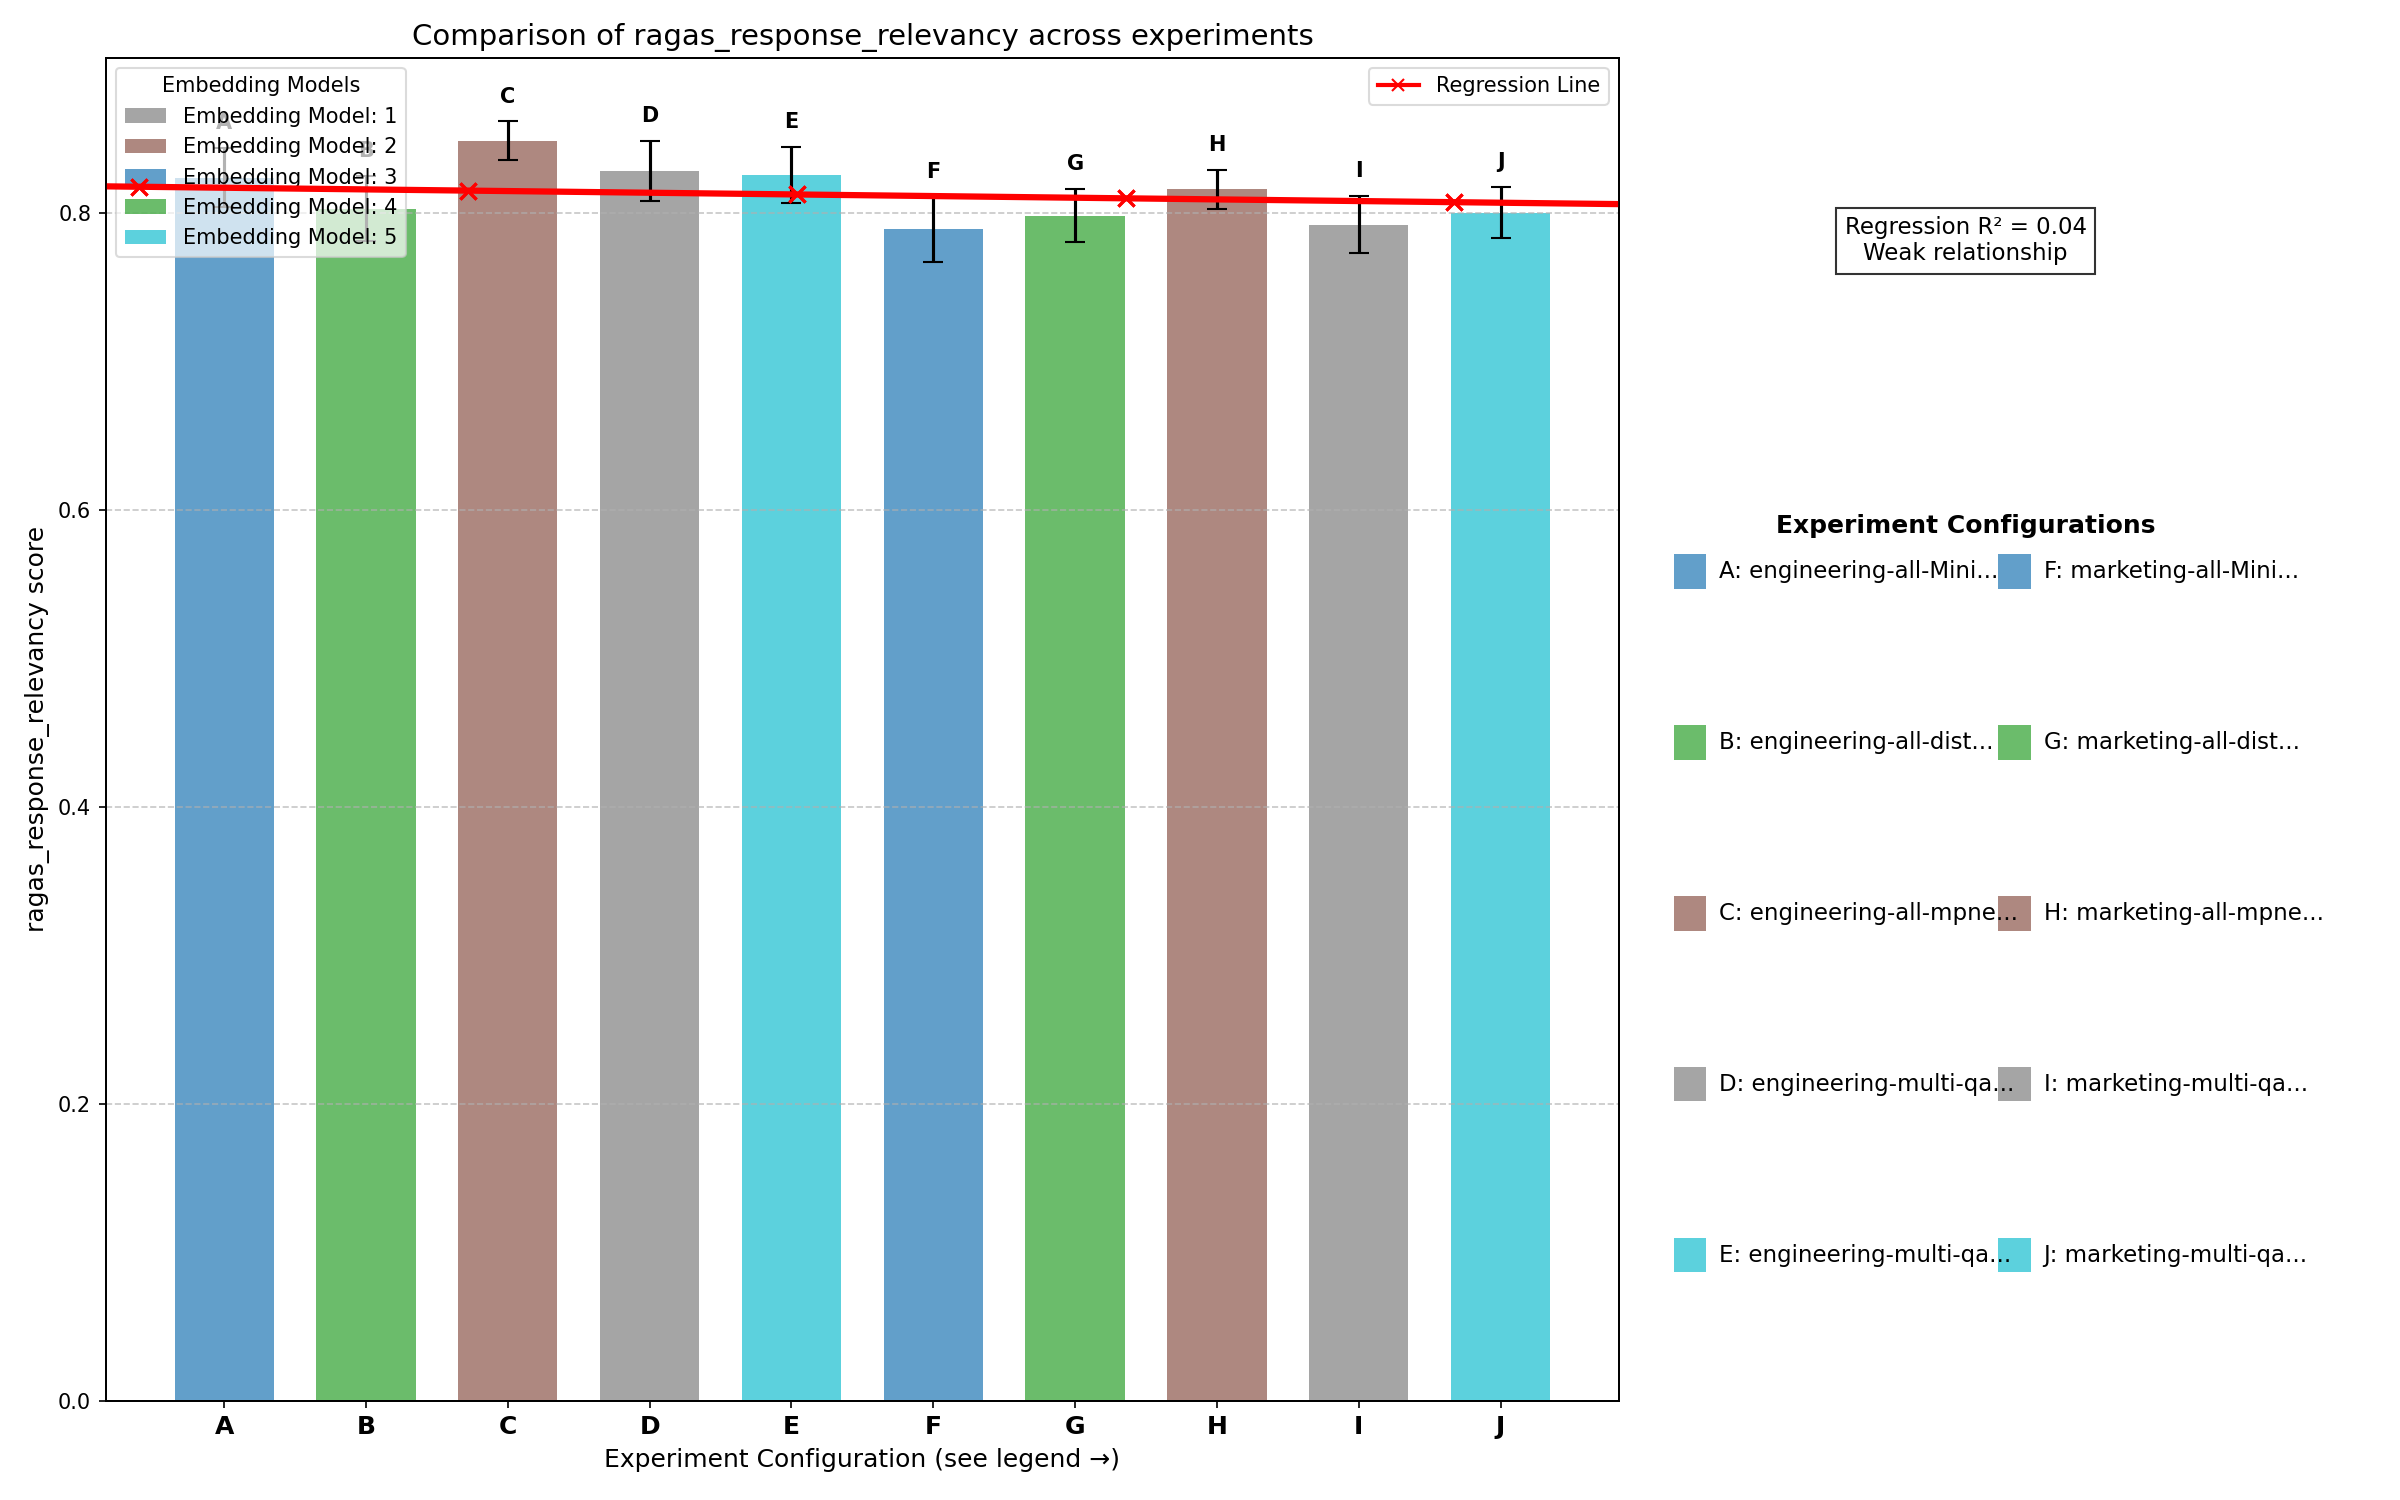 Comparison of ragas_response_relevancy across experiments
Embedding Models
Embedding Model: 1
Embedding Model: 2
Embedding Model: 3
Embedding Model: 4
Embedding Model: 5
Regression Line
A
B
C
D
E
F
G
H
I
J
0.8
0.6
0.4
0.2
0.0
ragas_response_relevancy score
A
B
C
D
E
F
G
H
I
J
Experiment Configuration (see legend →)
Regression R² = 0.04
Weak relationship
Experiment Configurations
A: engineering-all-Mini...
F: marketing-all-Mini...
B: engineering-all-dist...
G: marketing-all-dist...
C: engineering-all-mpne...
H: marketing-all-mpne...
D: engineering-multi-qa...
I: marketing-multi-qa...
E: engineering-multi-qa...
J: marketing-multi-qa...